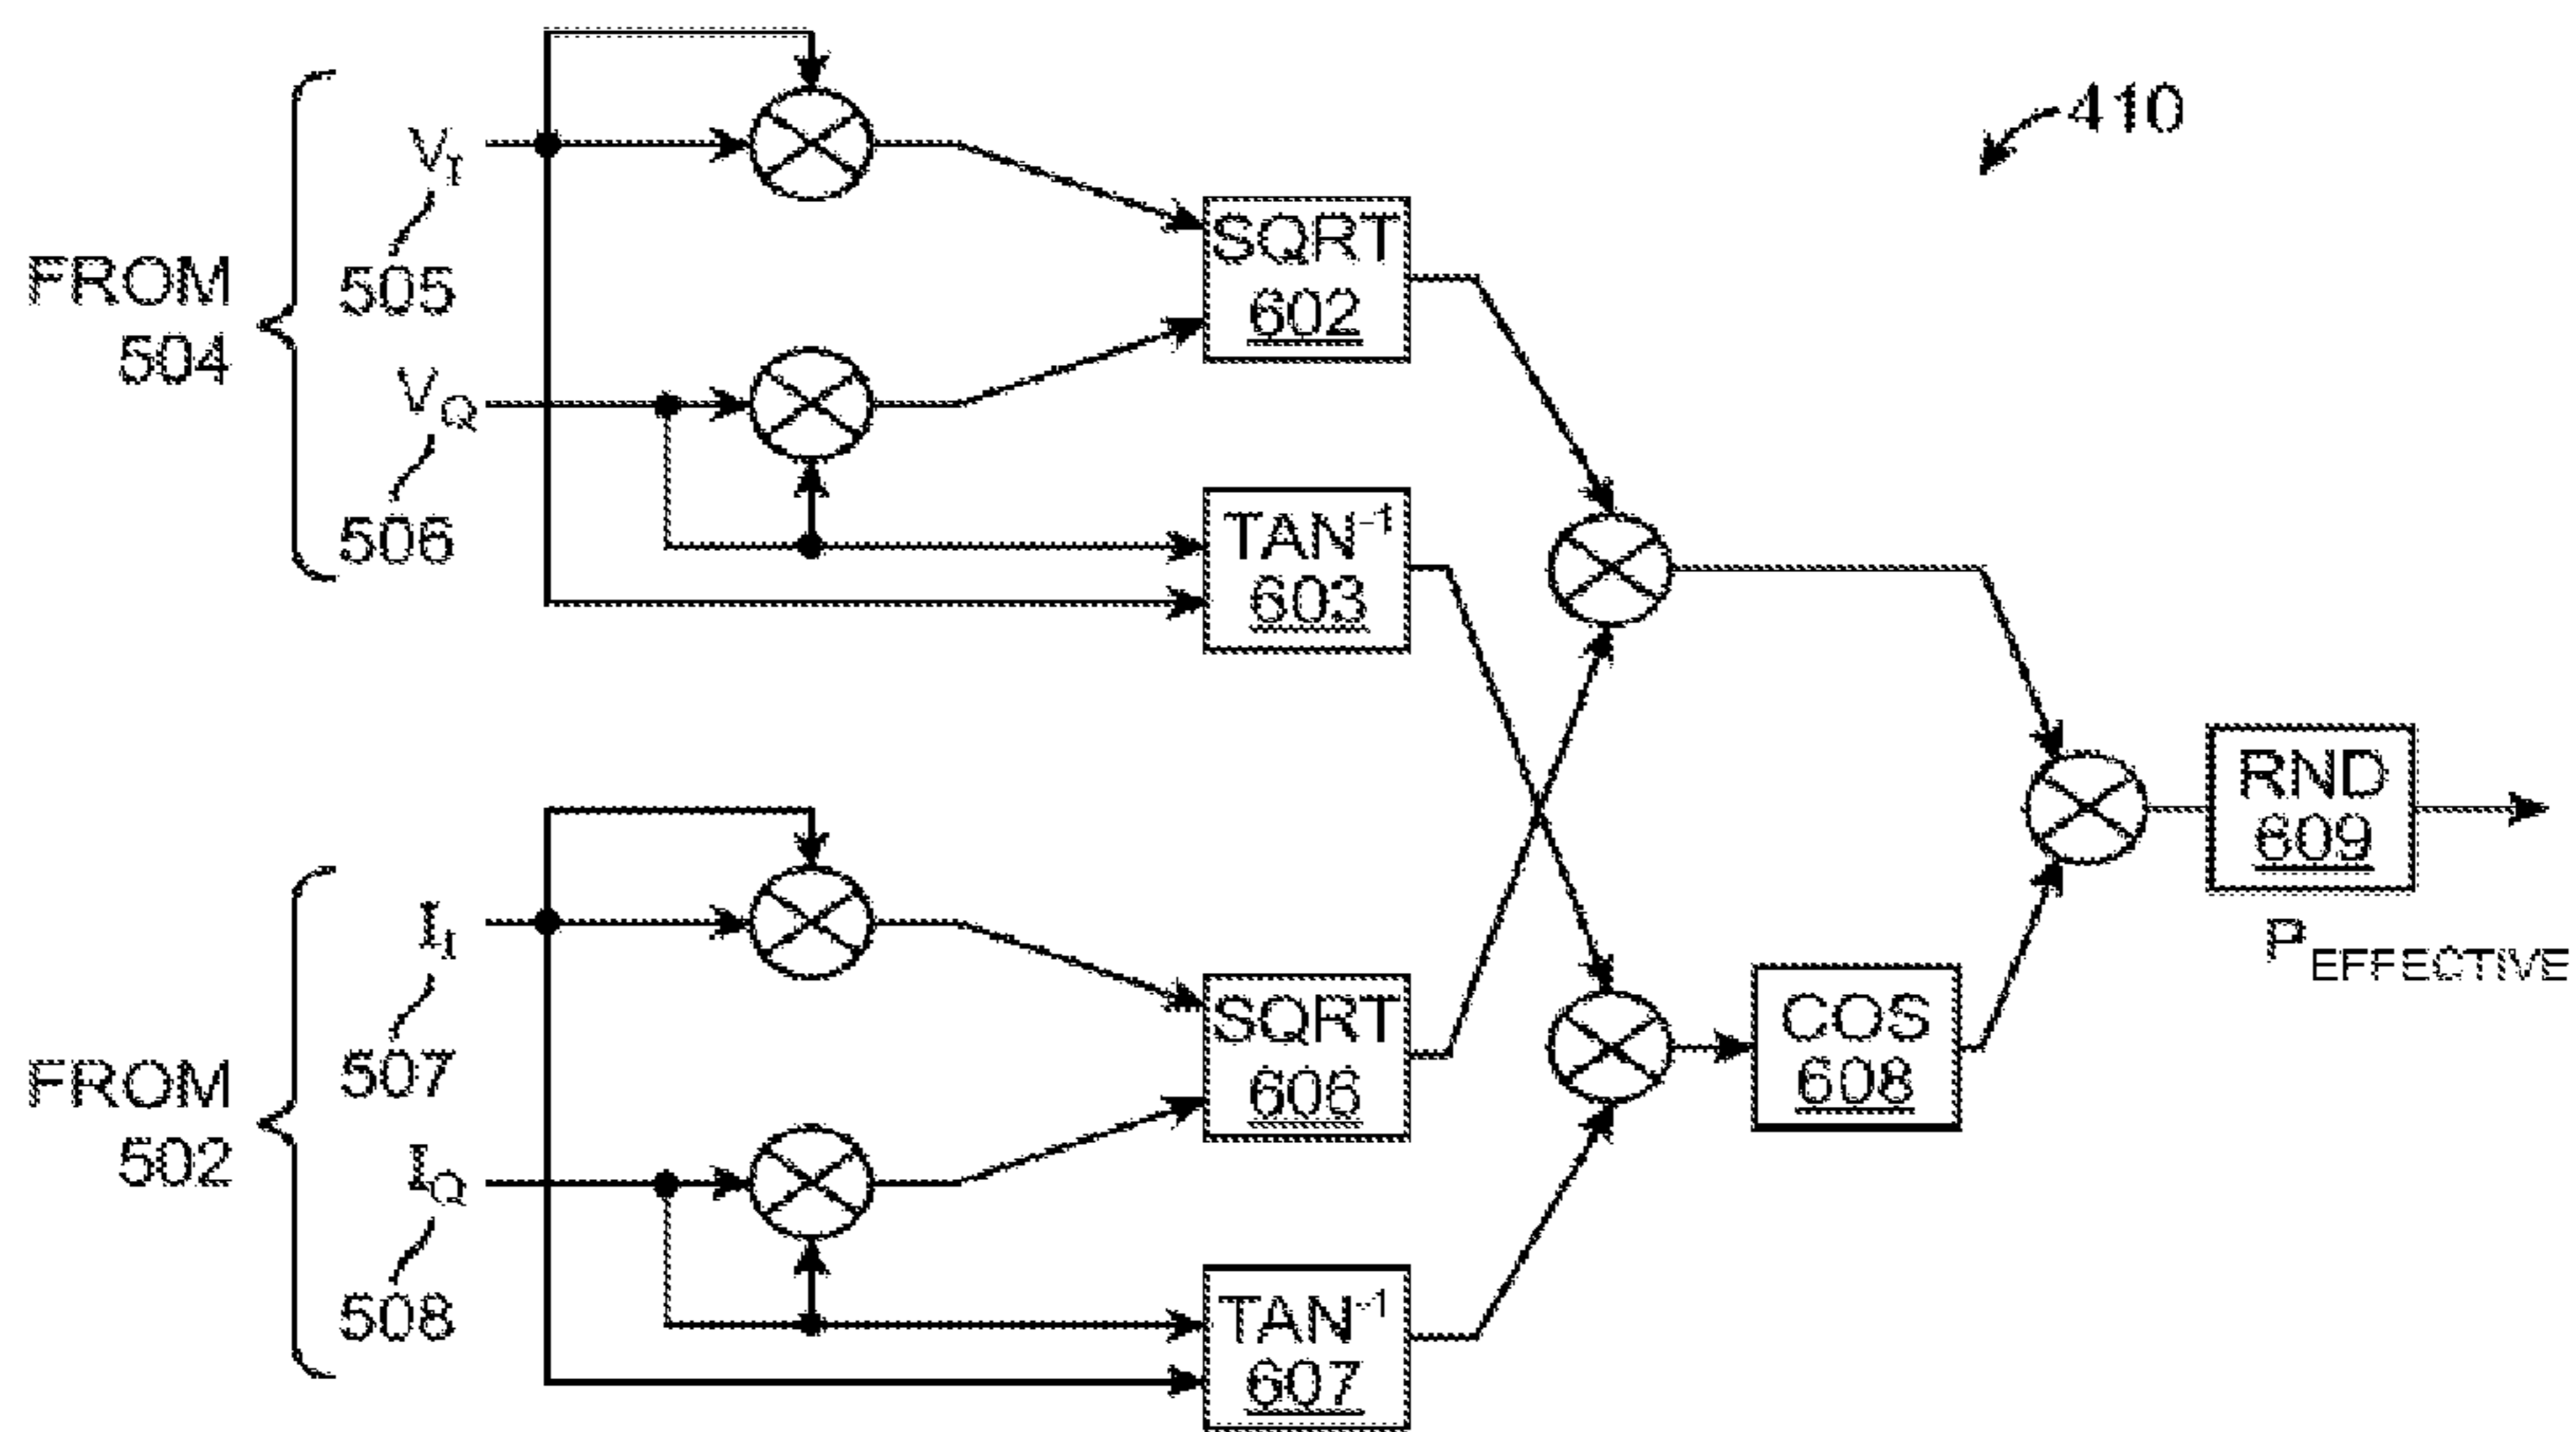 410
FROM
504
V_I
505
V_Q
506
SQRT
602
TAN⁻¹
603
FROM
502
I_I
507
I_Q
508
SQRT
606
TAN⁻¹
607
COS
608
RND
609
P_EFFECTIVE